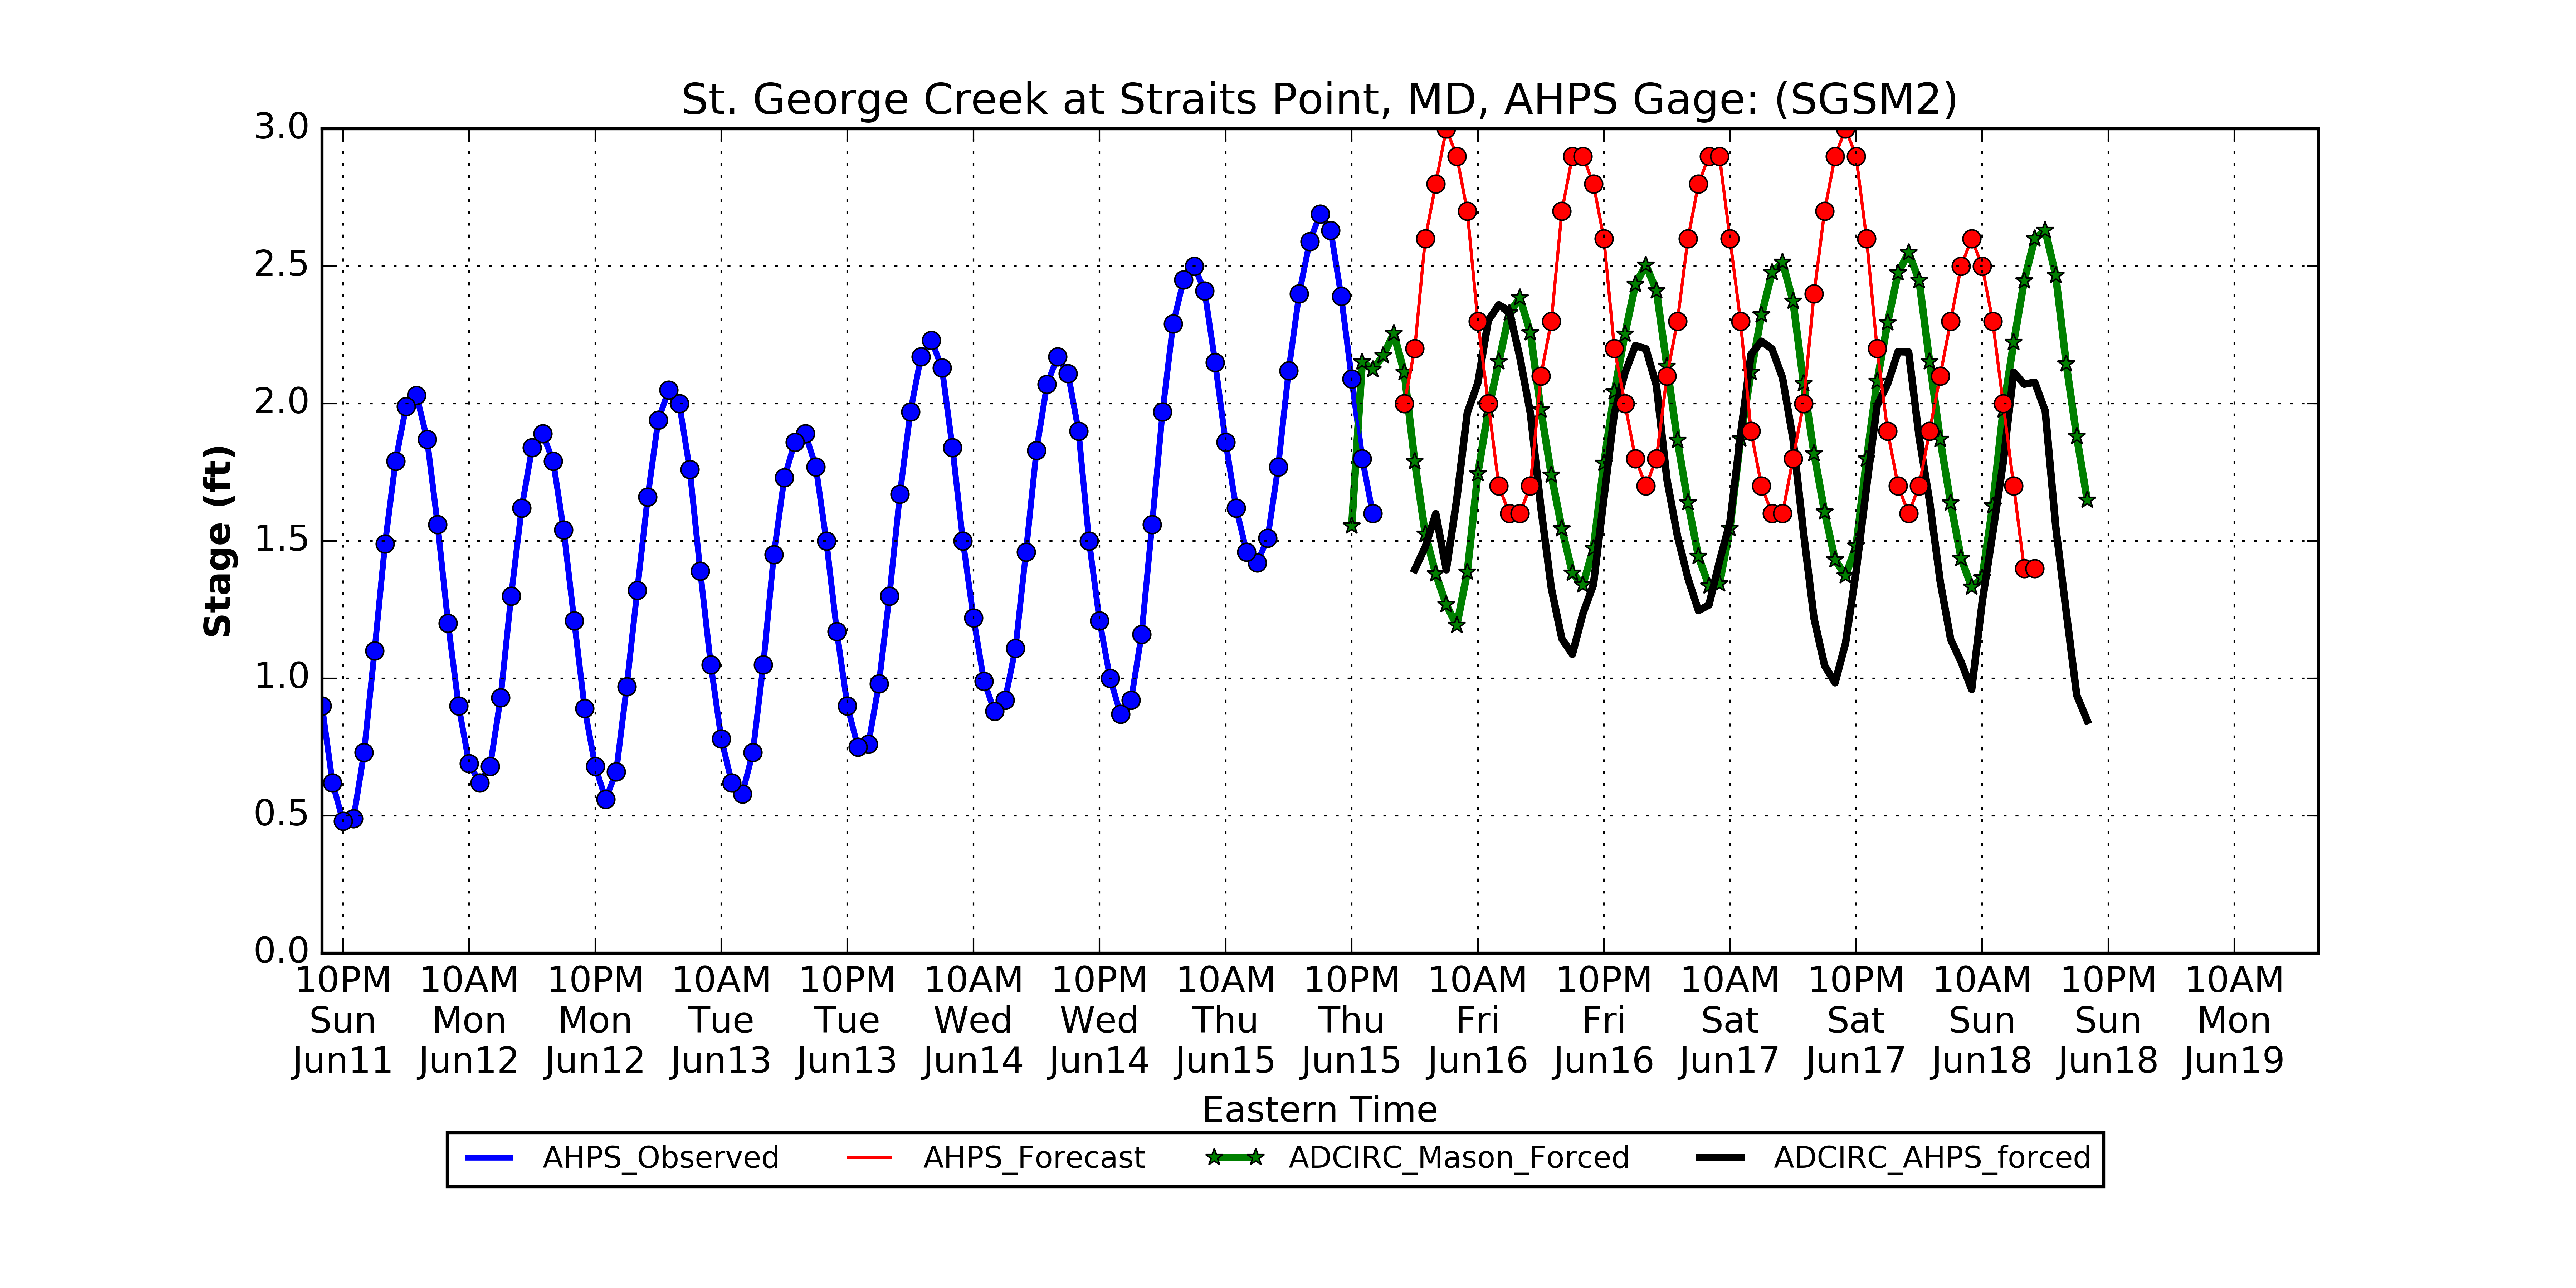 St. George Creek at Straits Point, MD, AHPS Gage: (SGSM2)
3.0
2.5
2.0
1.5
1.0
0.5
0.0
Stage (ft)
10PM 10AM 10PM 10AM 10PM 10AM 10PM 10AM 10PM 10AM 10PM 10AM 10PM 10AM 10PM 10AM
Sun Mon Mon Tue Tue Wed Wed Thu Thu Fri Fri Sat Sat Sun Sun Mon
Jun11 Jun12 Jun12 Jun13 Jun13 Jun14 Jun14 Jun15 Jun15 Jun16 Jun16 Jun17 Jun17 Jun18 Jun18 Jun19
Eastern Time
AHPS_Observed AHPS_Forecast ADCIRC_Mason_Forced ADCIRC_AHPS_forced